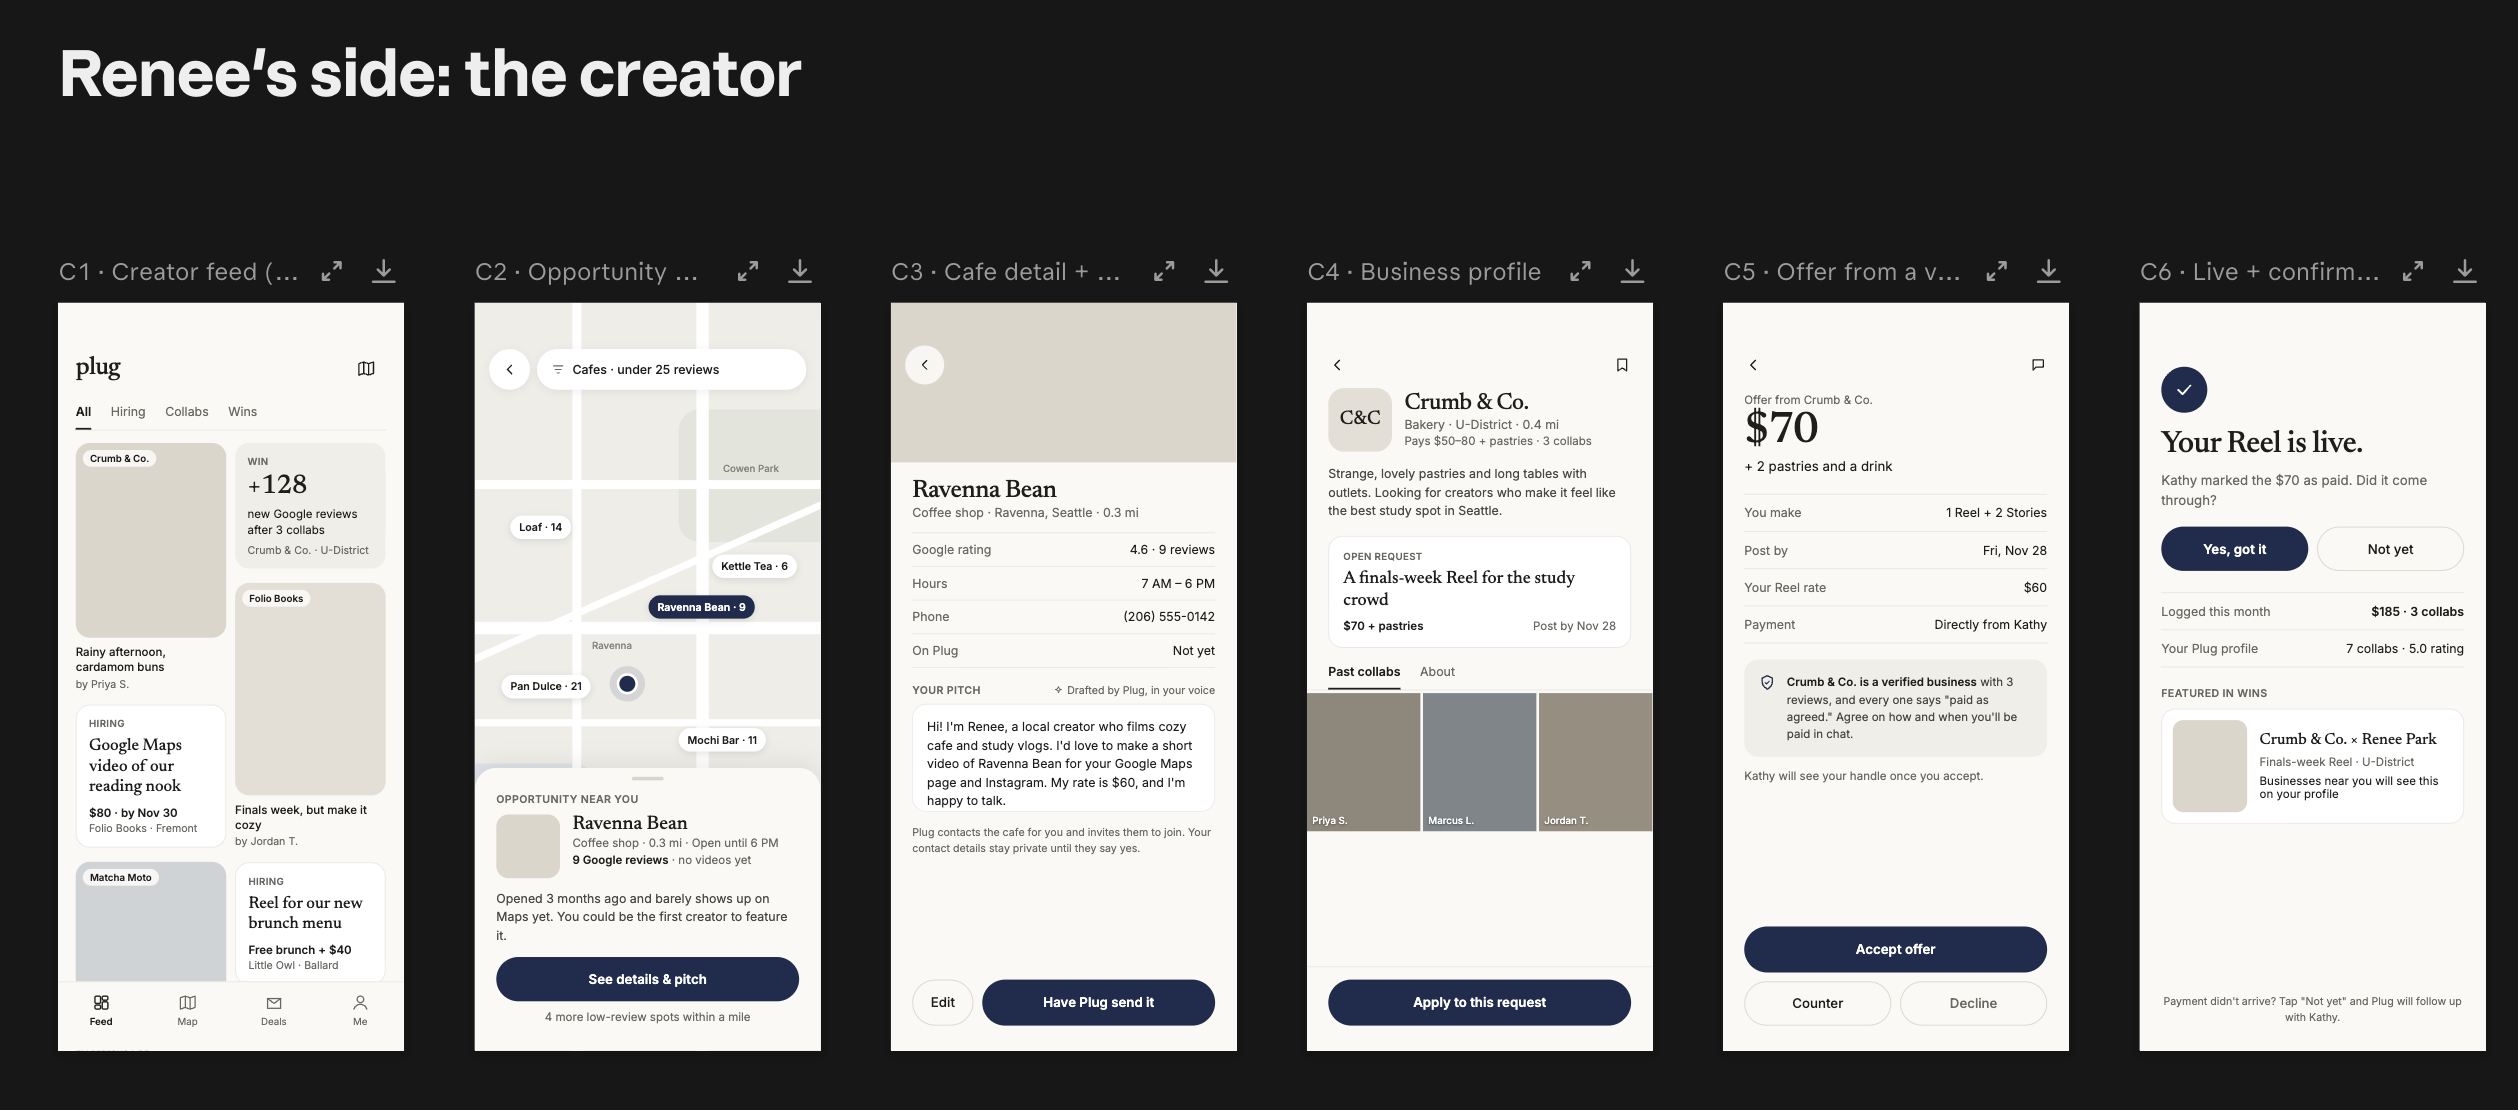 Renee's side: the creator
C1 · Creator feed (...
plug
All Hiring Collabs Wins
Crumb & Co.
Rainy afternoon,
cardamom buns
by Priya S.
HIRING
Google Maps
video of our
reading nook
$80 · by Nov 30
Folio Books · Fremont
Matcha Moto
WIN
+128
new Google reviews
after 3 collabs
Crumb & Co. · U-District
Folio Books
Finals week, but make it
cozy
by Jordan T.
HIRING
Reel for our new
brunch menu
Free brunch + $40
Little Owl · Ballard
Feed Map Deals Me
C2 · Opportunity ...
Cafes · under 25 reviews
Cowen Park
Loaf · 14
Kettle Tea · 6
Ravenna Bean · 9
Ravenna
Pan Dulce · 21
Mochi Bar · 11
OPPORTUNITY NEAR YOU
Ravenna Bean
Coffee shop · 0.3 mi · Open until 6 PM
9 Google reviews · no videos yet
Opened 3 months ago and barely shows up on
Maps yet. You could be the first creator to feature
it.
See details & pitch
4 more low-review spots within a mile
C3 · Cafe detail + ...
Ravenna Bean
Coffee shop · Ravenna, Seattle · 0.3 mi
Google rating 4.6 · 9 reviews
Hours 7 AM – 6 PM
Phone (206) 555-0142
On Plug Not yet
YOUR PITCH Drafted by Plug, in your voice
Hi! I'm Renee, a local creator who films cozy
cafe and study vlogs. I'd love to make a short
video of Ravenna Bean for your Google Maps
page and Instagram. My rate is $60, and I'm
happy to talk.
Plug contacts the cafe for you and invites them to join. Your
contact details stay private until they say yes.
Edit Have Plug send it
C4 · Business profile
C&C
Crumb & Co.
Bakery · U-District · 0.4 mi
Pays $50–80 + pastries · 3 collabs
Strange, lovely pastries and long tables with
outlets. Looking for creators who make it feel like
the best study spot in Seattle.
OPEN REQUEST
A finals-week Reel for the study
crowd
$70 + pastries Post by Nov 28
Past collabs About
Priya S. Marcus L. Jordan T.
Apply to this request
C5 · Offer from a v...
Offer from Crumb & Co.
$70
+ 2 pastries and a drink
You make 1 Reel + 2 Stories
Post by Fri, Nov 28
Your Reel rate $60
Payment Directly from Kathy
Crumb & Co. is a verified business with 3
reviews, and every one says "paid as
agreed." Agree on how and when you'll be
paid in chat.
Kathy will see your handle once you accept.
Accept offer
Counter Decline
C6 · Live + confirm...
Your Reel is live.
Kathy marked the $70 as paid. Did it come
through?
Yes, got it Not yet
Logged this month $185 · 3 collabs
Your Plug profile 7 collabs · 5.0 rating
FEATURED IN WINS
Crumb & Co. × Renee Park
Finals-week Reel · U-District
Businesses near you will see this
on your profile
Payment didn't arrive? Tap "Not yet" and Plug will follow up
with Kathy.